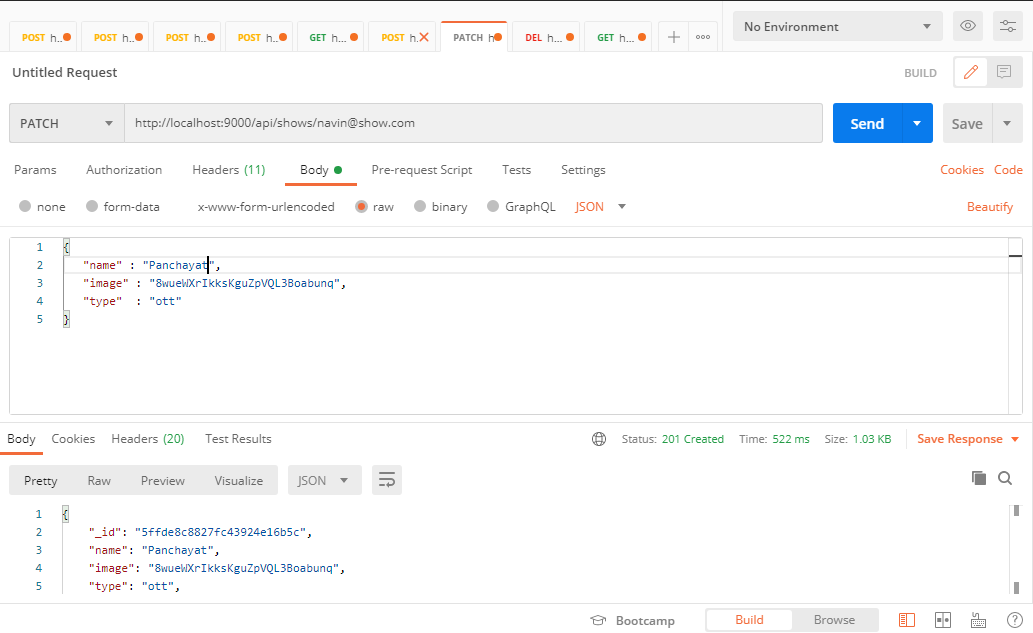 POST h.. POST h.. POST h.. POST h.. GET h... POST h. PATCH h DEL h... GET h... No Environment
Untitled Request BUILD
PATCH http://localhost:9000/api/shows/navin@show.com Send Save
Params Authorization Headers (11) Body Pre-request Script Tests Settings Cookies Code
none form-data x-www-form-urlencoded raw binary GraphQL JSON Beautify
1 {
2 "name" : "Panchayat",
3 "image" : "8wueWXrIkksKguZpVQL3Boabunq",
4 "type" : "ott"
5 }
Body Cookies Headers (20) Test Results Status: 201 Created Time: 522 ms Size: 1.03 KB Save Response
Pretty Raw Preview Visualize JSON
1 {
2 "_id": "5ffde8c8827fc43924e16b5c",
3 "name": "Panchayat",
4 "image": "8wueWXrIkksKguZpVQL3Boabunq",
5 "type": "ott",
Bootcamp Build Browse